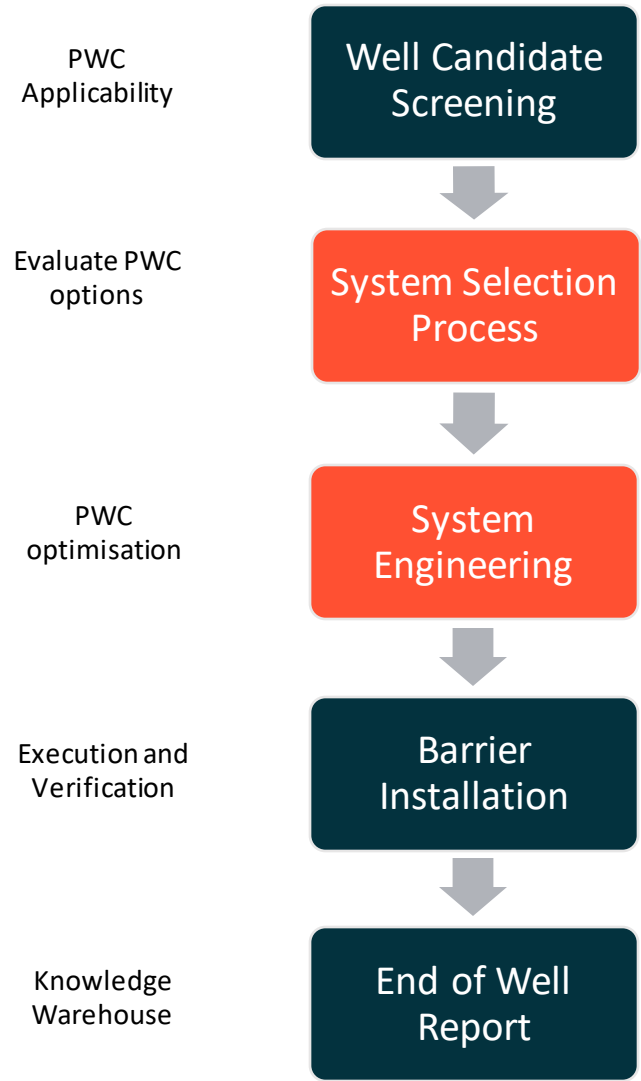 PWC
Applicability
Well Candidate
Screening
Evaluate PWC
options
System Selection
Process
PWC
optimisation
System
Engineering
Execution and
Verification
Barrier
Installation
Knowledge
Warehouse
End of Well
Report